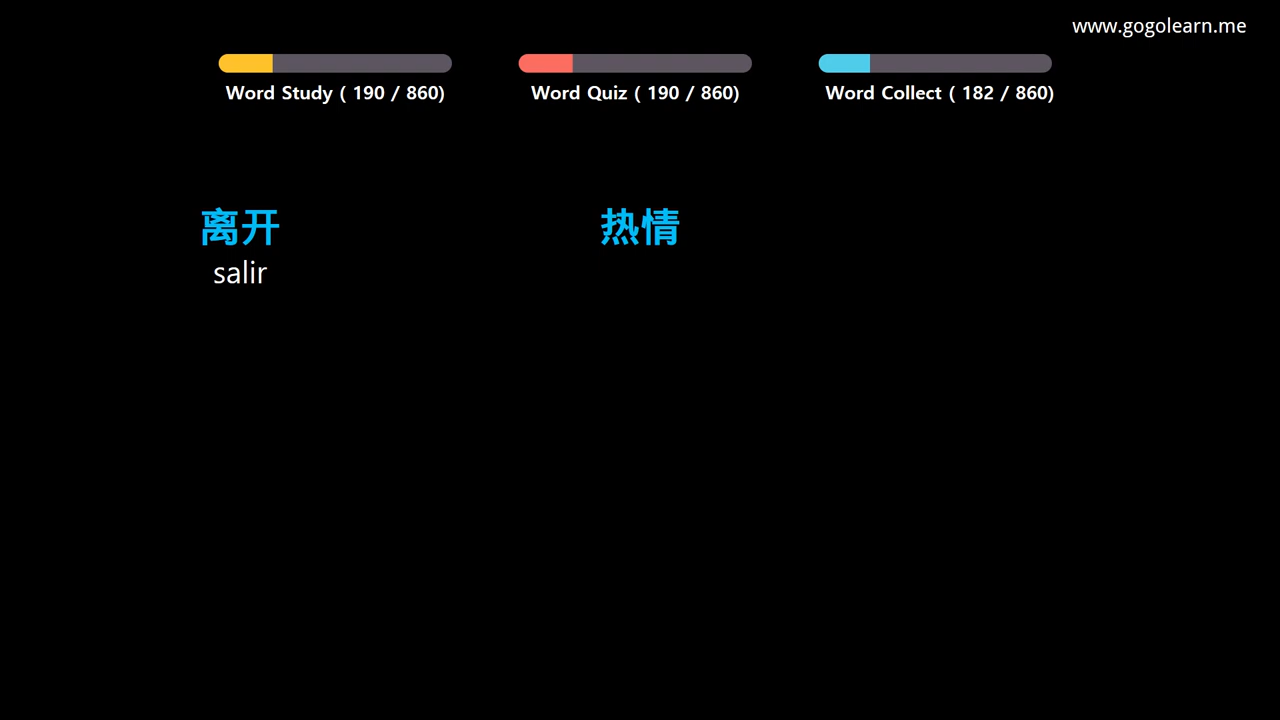 www.gogolearn.me
Word Study ( 190 / 860)
Word Quiz ( 190 / 860)
Word Collect ( 182 / 860)
离开
salir
热情